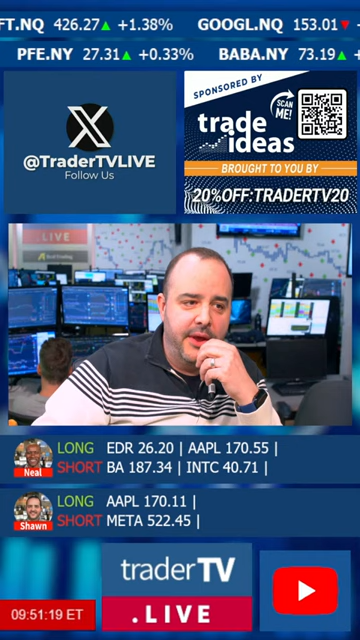 FT.NQ 426.27▲ +1.38% GOOGL.NQ 153.01▼
PFE.NY 27.31▲ +0.33% BABA.NY 73.19▲ +
@TraderTVLIVE
Follow Us
SPONSORED BY
SCAN ME!
trade ideas
BROUGHT TO YOU BY
20%OFF:TRADERTV20
LIVE
Neal
LONG EDR 26.20 | AAPL 170.55 |
SHORT BA 187.34 | INTC 40.71 |
Shawn
LONG AAPL 170.11 |
SHORT META 522.45 |
09:51:19 ET
traderTV
.LIVE